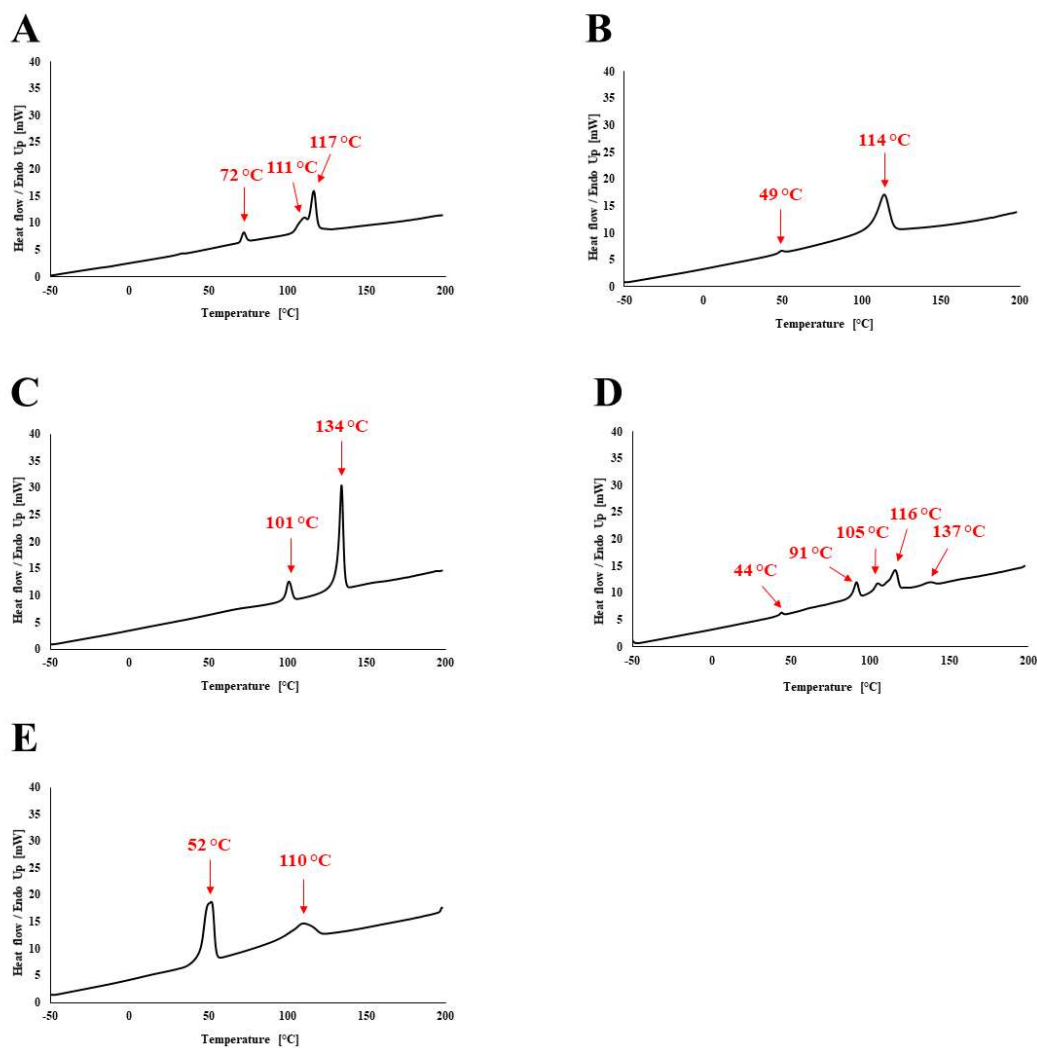 A
Heat flow / Endo Up [mW]
40
35
30
25
20
15
10
5
0
72 °C
111 °C
117 °C
-50
0
50
100
150
200
Temperature [°C]
B
Heat flow / Endo Up [mW]
40
35
30
25
20
15
10
5
0
49 °C
114 °C
-50
0
50
100
150
200
Temperature [°C]
C
Heat flow / Endo Up [mW]
40
35
30
25
20
15
10
5
0
101 °C
134 °C
-50
0
50
100
150
200
Temperature [°C]
D
Heat flow / Endo Up [mW]
40
35
30
25
20
15
10
5
0
44 °C
91 °C
105 °C
116 °C
137 °C
-50
0
50
100
150
200
Temperature [°C]
E
Heat flow / Endo Up [mW]
40
35
30
25
20
15
10
5
0
52 °C
110 °C
-50
0
50
100
150
200
Temperature [°C]